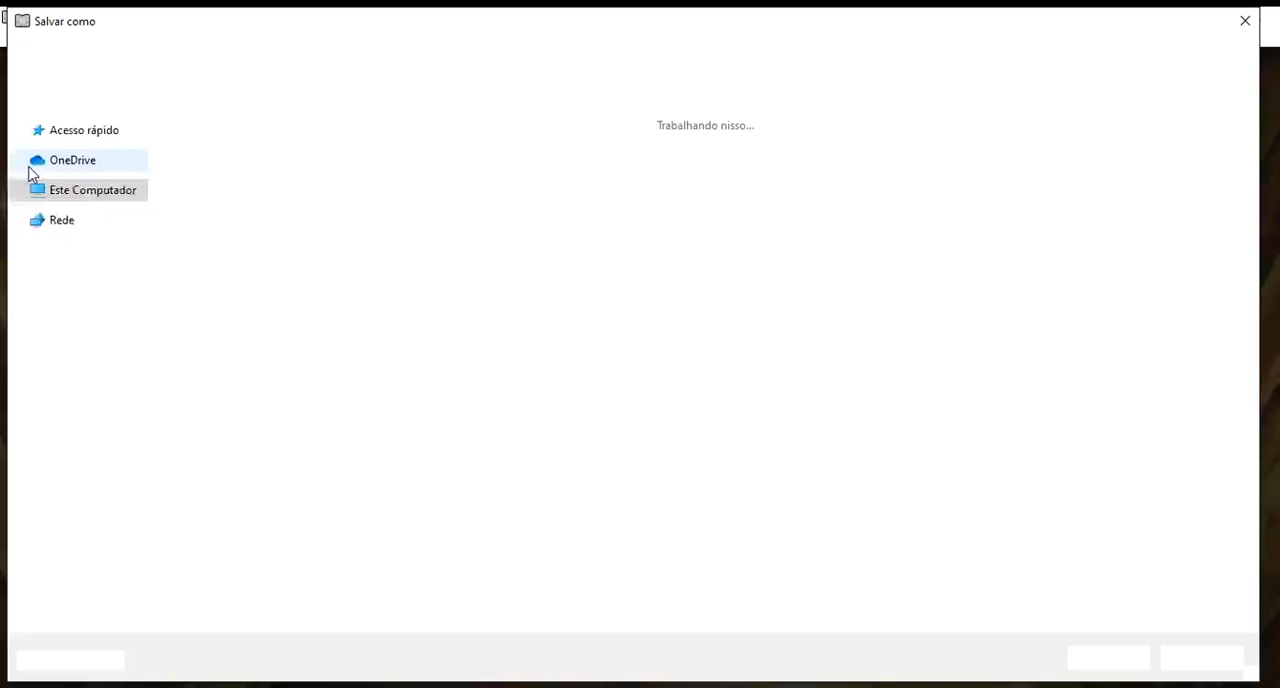 Salvar como
Acesso rápido
Trabalhando nisso...
OneDrive
Este Computador
Rede